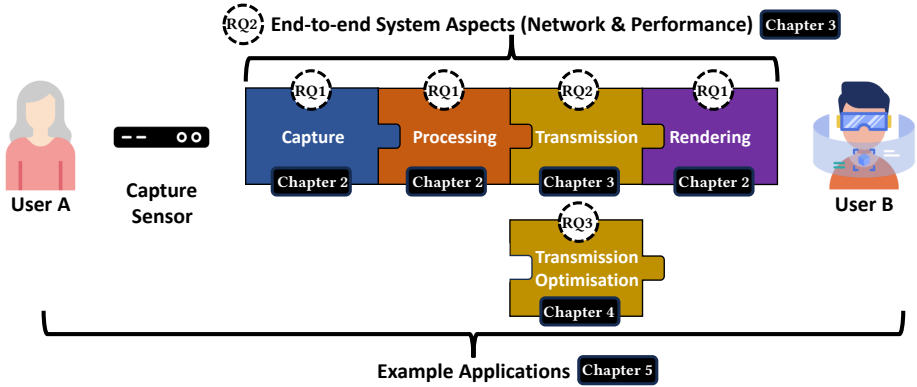 RQ2 End-to-end System Aspects (Network & Performance) Chapter 3
RQ1 RQ1 RQ2 RQ1
Capture Processing Transmission Rendering
Chapter 2 Chapter 2 Chapter 3 Chapter 2
User A
Capture
Sensor
User B
RQ3
Transmission
Optimisation
Chapter 4
Example Applications Chapter 5